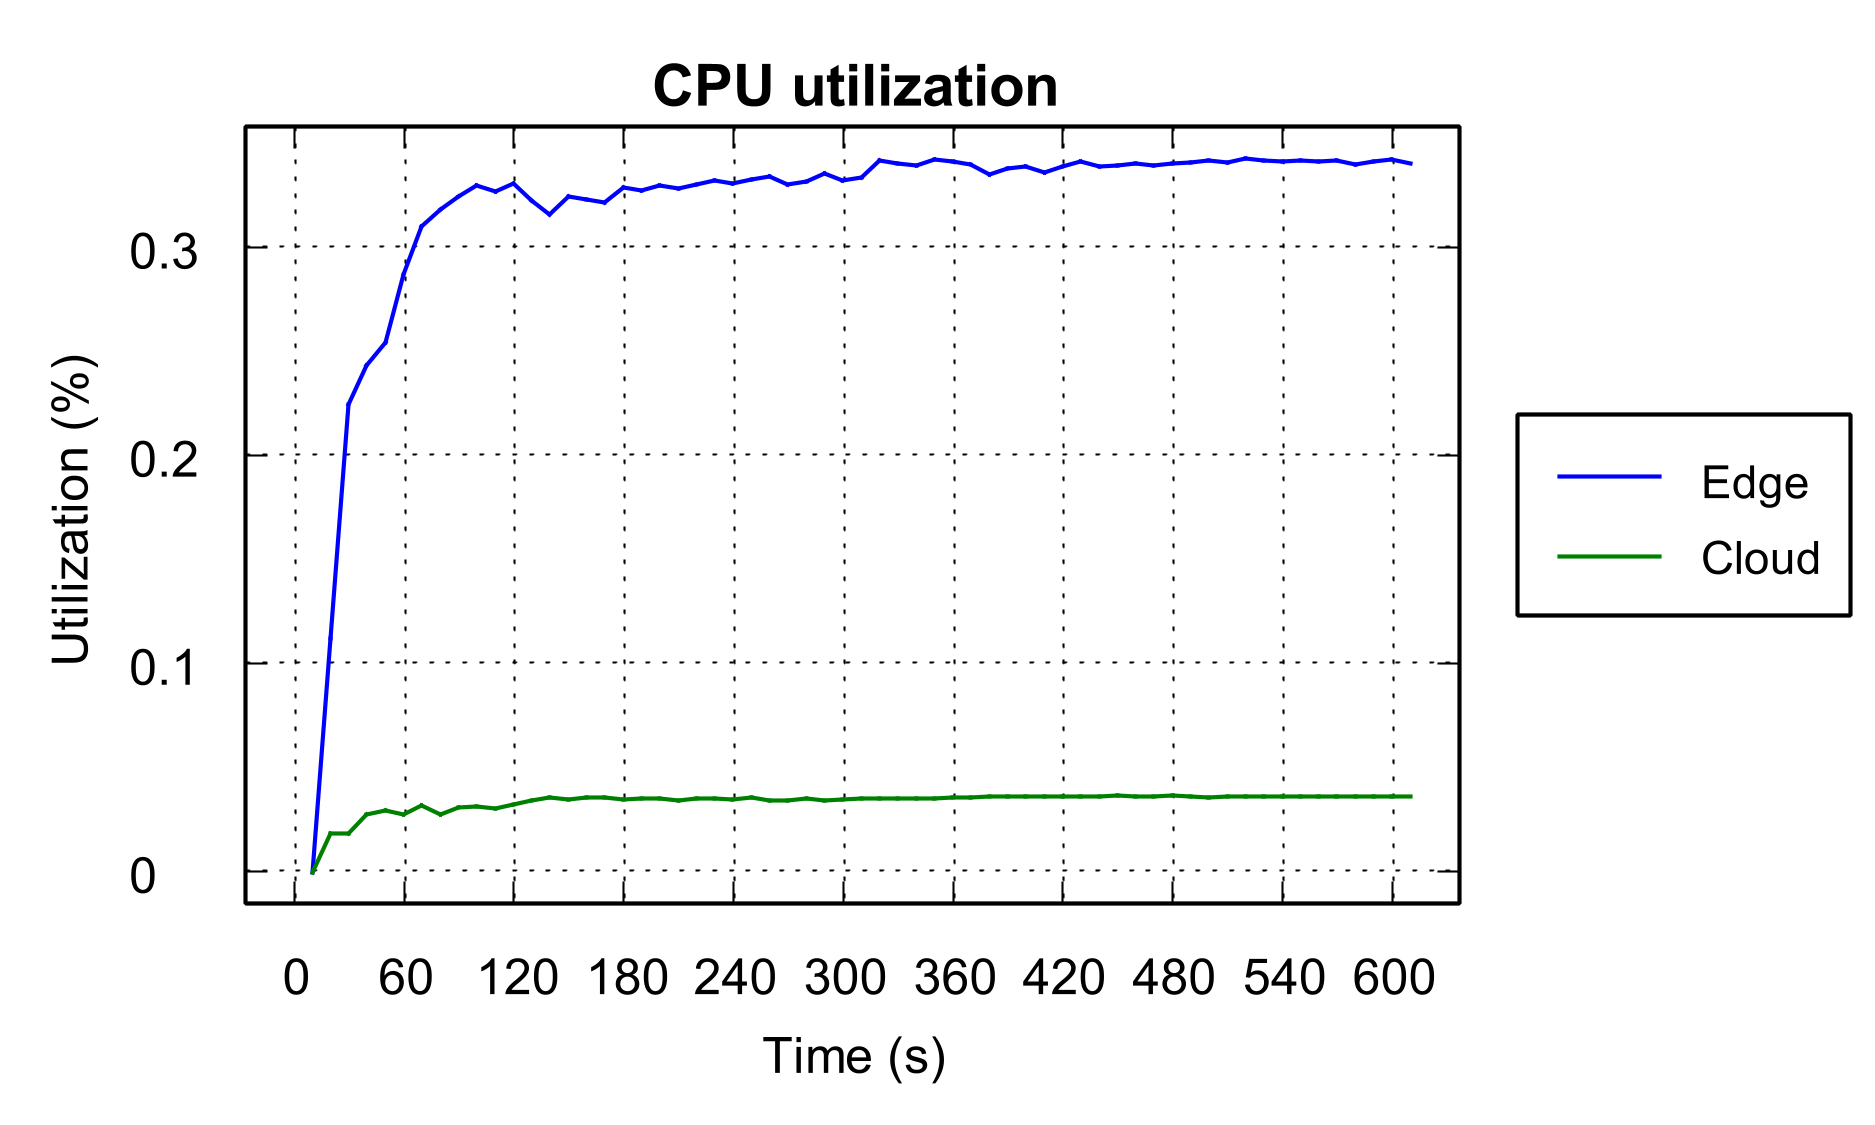 CPU utilization
Utilization (%)
0.3
0.2
0.1
0
0 60 120 180 240 300 360 420 480 540 600
Time (s)
Edge
Cloud